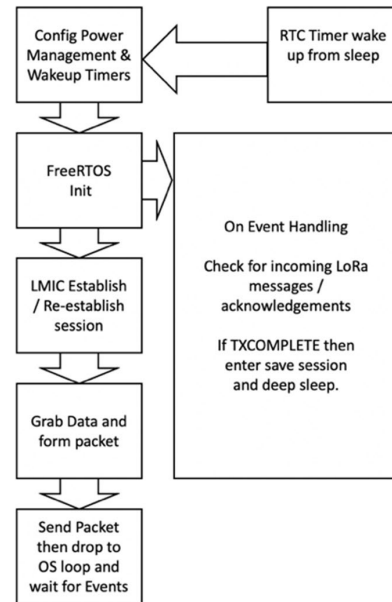 Config Power
Management &
Wakeup Timers
RTC Timer wake
up from sleep
FreeRTOS
Init
On Event Handling
Check for incoming LoRa
messages /
acknowledgements
If TXCOMPLETE then
enter save session
and deep sleep.
LMIC Establish
/ Re-establish
session
Grab Data and
form packet
Send Packet
then drop to
OS loop and
wait for Events